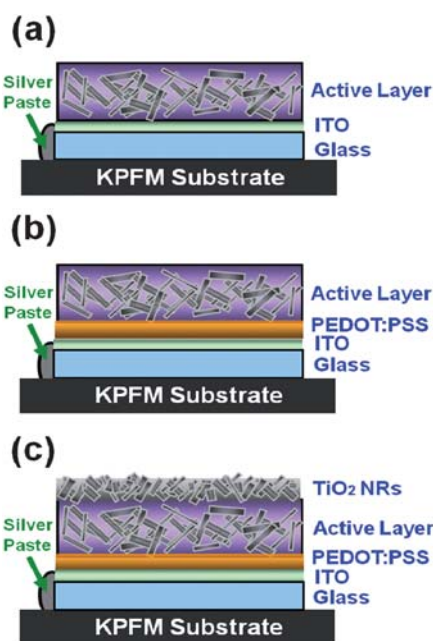 (a)
Silver
Paste
Active Layer
ITO
Glass
KPFM Substrate
(b)
Silver
Paste
Active Layer
PEDOT:PSS
ITO
Glass
KPFM Substrate
(c)
TiO₂ NRs
Silver
Paste
Active Layer
PEDOT:PSS
ITO
Glass
KPFM Substrate